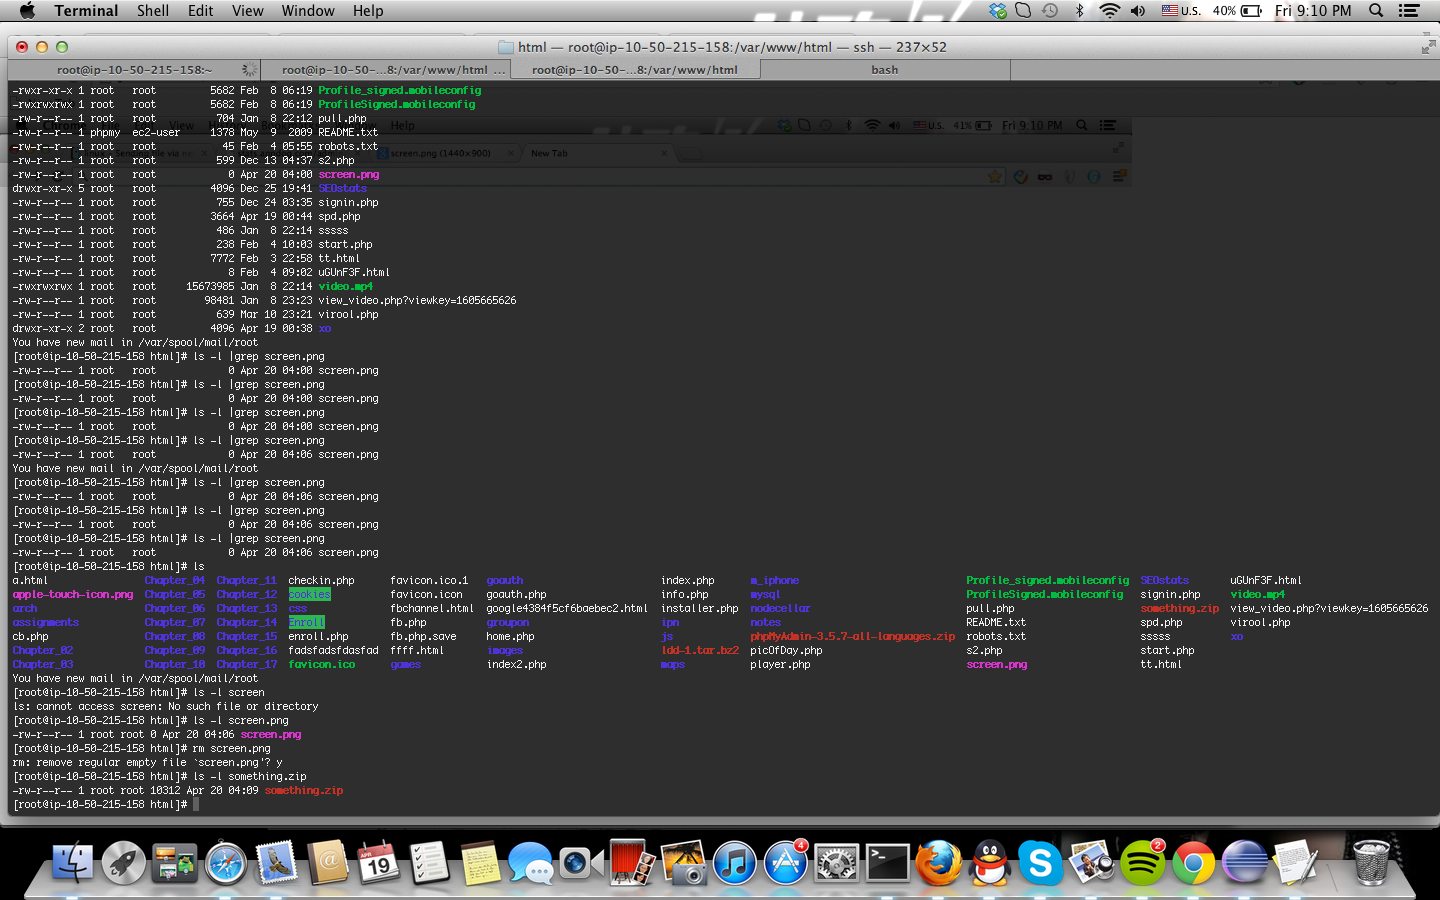 Terminal Shell Edit View Window Help U.S. 40% Fri 9:10 PM
html — root@ip-10-50-215-158:/var/www/html — ssh — 237×52
root@ip-10-50-215-158:~ root@ip-10-50-...8:/var/www/html ... root@ip-10-50-...8:/var/www/html bash
-rwxr-xr-x 1 root root 5682 Feb 8 06:19 Profile_signed.mobileconfig
-rwxrwxrwx 1 root root 5682 Feb 8 06:19 ProfileSigned.mobileconfig
-rw-r--r-- 1 root root 704 Jan 8 22:12 pull.php
-rw-r--r-- 1 phpmy ec2-user 1378 May 9 2009 README.txt
-rw-r--r-- 1 root root 45 Feb 4 05:55 robots.txt
-rw-r--r-- 1 root root 599 Dec 13 04:37 s2.php
-rw-r--r-- 1 root root 0 Apr 20 04:00 screen.png
drwxr-xr-x 5 root root 4096 Dec 25 19:41 SEOstats
-rw-r--r-- 1 root root 755 Dec 24 03:35 signin.php
-rw-r--r-- 1 root root 3664 Apr 19 00:44 spd.php
-rw-r--r-- 1 root root 486 Jan 8 22:14 sssss
-rw-r--r-- 1 root root 238 Feb 4 10:03 start.php
-rw-r--r-- 1 root root 7772 Feb 3 22:58 tt.html
-rw-r--r-- 1 root root 8 Feb 4 09:02 uGUnF3F.html
-rwxrwxrwx 1 root root 15673985 Jan 8 22:14 video.mp4
-rw-r--r-- 1 root root 98481 Jan 8 23:23 view_video.php?viewkey=1605665626
-rw-r--r-- 1 root root 639 Mar 10 23:21 virool.php
drwxr-xr-x 2 root root 4096 Apr 19 00:38 xo
You have new mail in /var/spool/mail/root
[root@ip-10-50-215-158 html]# ls -l |grep screen.png
-rw-r--r-- 1 root root 0 Apr 20 04:00 screen.png
[root@ip-10-50-215-158 html]# ls -l |grep screen.png
-rw-r--r-- 1 root root 0 Apr 20 04:00 screen.png
[root@ip-10-50-215-158 html]# ls -l |grep screen.png
-rw-r--r-- 1 root root 0 Apr 20 04:00 screen.png
[root@ip-10-50-215-158 html]# ls -l |grep screen.png
-rw-r--r-- 1 root root 0 Apr 20 04:06 screen.png
You have new mail in /var/spool/mail/root
[root@ip-10-50-215-158 html]# ls -l |grep screen.png
-rw-r--r-- 1 root root 0 Apr 20 04:06 screen.png
[root@ip-10-50-215-158 html]# ls -l |grep screen.png
-rw-r--r-- 1 root root 0 Apr 20 04:06 screen.png
[root@ip-10-50-215-158 html]# ls -l |grep screen.png
-rw-r--r-- 1 root root 0 Apr 20 04:06 screen.png
[root@ip-10-50-215-158 html]# ls
a.html Chapter_04 Chapter_11 checkin.php favicon.ico.1 goauth index.php m_iphone Profile_signed.mobileconfig SEOstats uGUnF3F.html
apple-touch-icon.png Chapter_05 Chapter_12 cookies favicon.icon goauth.php info.php mysql ProfileSigned.mobileconfig signin.php video.mp4
arch Chapter_06 Chapter_13 css fbchannel.html google4384f5cf6baebec2.html installer.php nodecellar pull.php something.zip view_video.php?viewkey=1605665626
assignments Chapter_07 Chapter_14 Enroll fb.php groupon ipn notes README.txt spd.php virool.php
cb.php Chapter_08 Chapter_15 enroll.php fb.php.save home.php js phpMyAdmin-3.5.7-all-languages.zip robots.txt sssss xo
Chapter_02 Chapter_09 Chapter_16 fadsfadsfdasfad ffff.html images ldd-1.tar.bz2 picOfDay.php s2.php start.php
Chapter_03 Chapter_10 Chapter_17 favicon.ico games index2.php maps player.php screen.png tt.html
You have new mail in /var/spool/mail/root
[root@ip-10-50-215-158 html]# ls -l screen
ls: cannot access screen: No such file or directory
[root@ip-10-50-215-158 html]# ls -l screen.png
-rw-r--r-- 1 root root 0 Apr 20 04:06 screen.png
[root@ip-10-50-215-158 html]# rm screen.png
rm: remove regular empty file `screen.png'? y
[root@ip-10-50-215-158 html]# ls -l something.zip
-rw-r--r-- 1 root root 10312 Apr 20 04:09 something.zip
[root@ip-10-50-215-158 html]#
View Help U.S. 41% Fri 9:10 PM
screen.png (1440×900) New Tab
APR
19
4
2